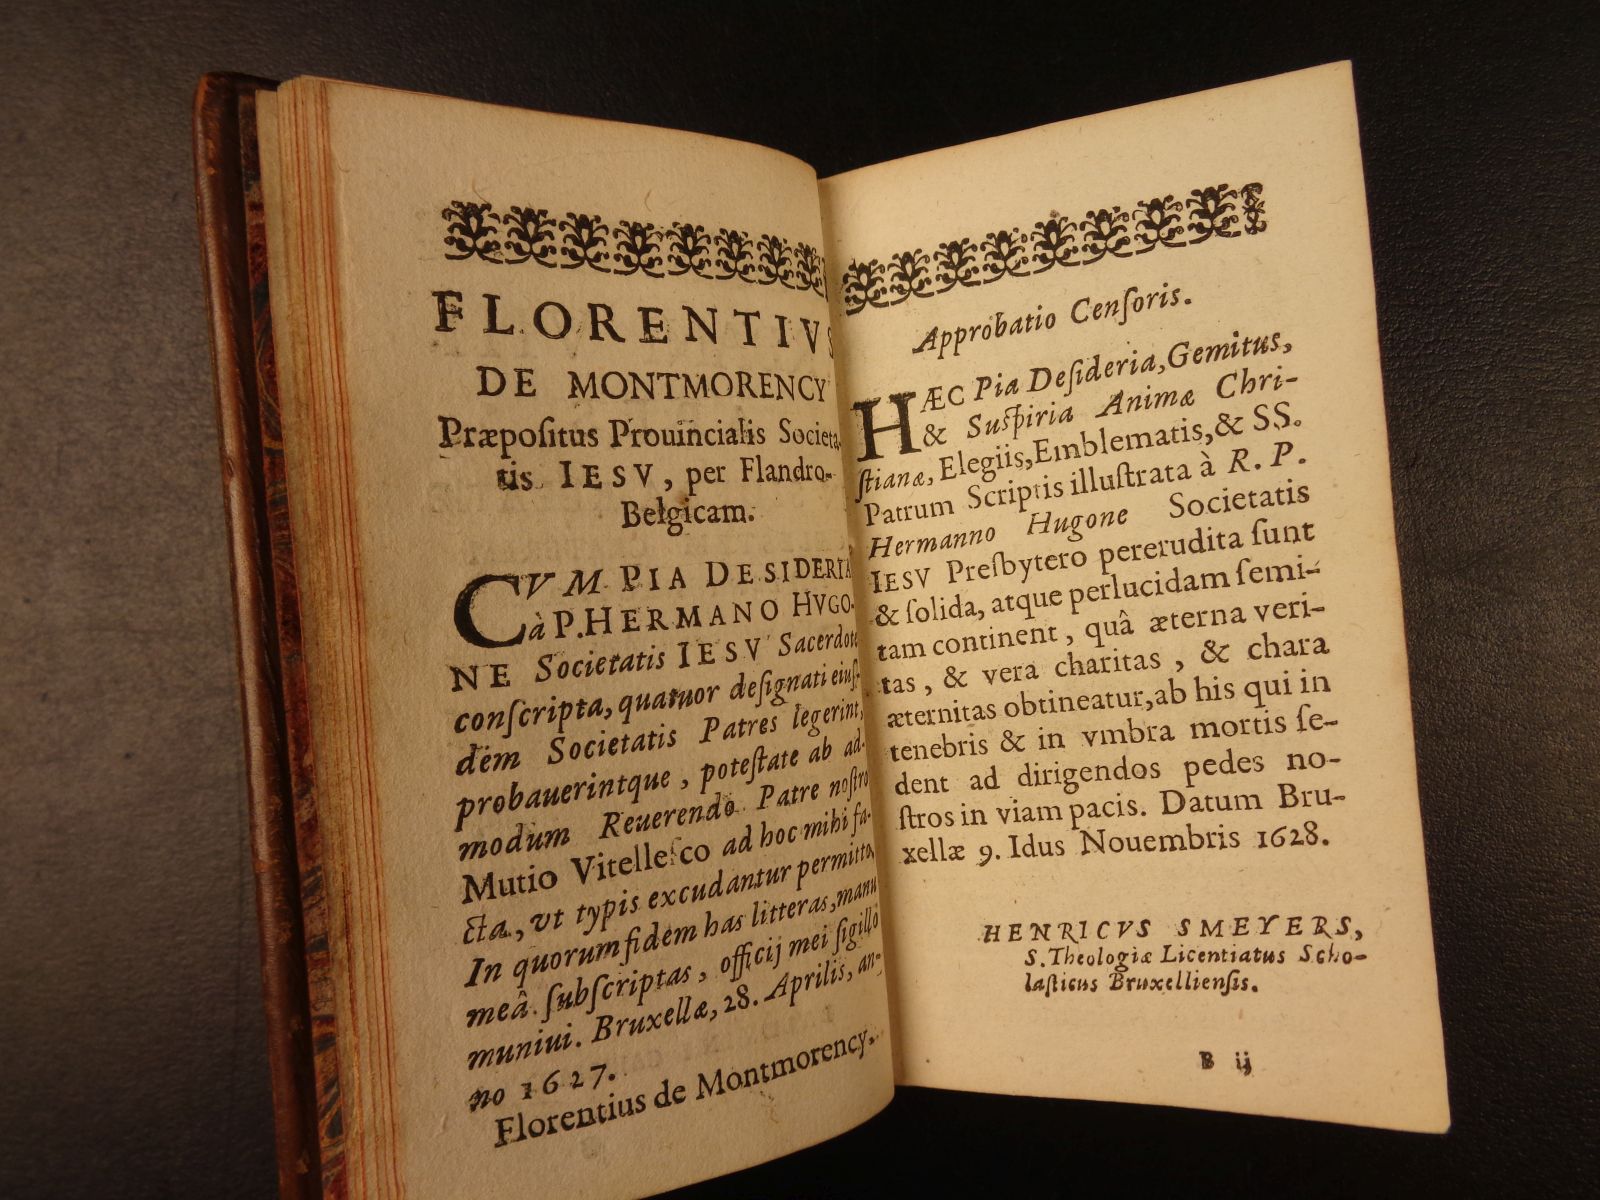 FLORENTIVS
DE MONTMORENCY
Præpoſitus Prouincialis Societa-
tis IESV, per Flandro-
Belgicam.
CVM PIA DESIDERIA
à P. HERMANO HVGO-
NE Societatis IESV Sacerdote
conſcripta, quatuor deſignati eiuſ-
dem Societatis Patres legerint,
probauerintque, poteſtate ab ad-
modum Reuerendo Patre noſtro
Mutio Vitelleſco ad hoc mihi fa-
cta, vt typis excudantur permitto,
In quorum fidem has litteras, manu
meâ ſubſcriptas, officij mei ſigillo
muniui. Bruxellæ, 28. Aprilis, an-
no 1627.
Florentius de Montmorency.
Approbatio Cenſoris.
HÆC Pia Deſideria, Gemitus,
& Suſpiria Animæ Chri-
ſtianæ, Elegiis, Emblematis, & SS.
Patrum Scriptis illuſtrata à R. P.
Hermanno Hugone Societatis
IESV Preſbytero pererudita ſunt
& ſolida, atque perlucidam ſemi-
tam continent, quâ æterna veri-
tas, & vera charitas, & chara
æternitas obtineatur, ab his qui in
tenebris & in vmbra mortis ſe-
dent ad dirigendos pedes no-
ſtros in viam pacis. Datum Bru-
xellæ 9. Idus Nouembris 1628.
HENRICVS SMEYERS,
S. Theologiæ Licentiatus Scho-
laſticus Bruxellienſis.
B ij